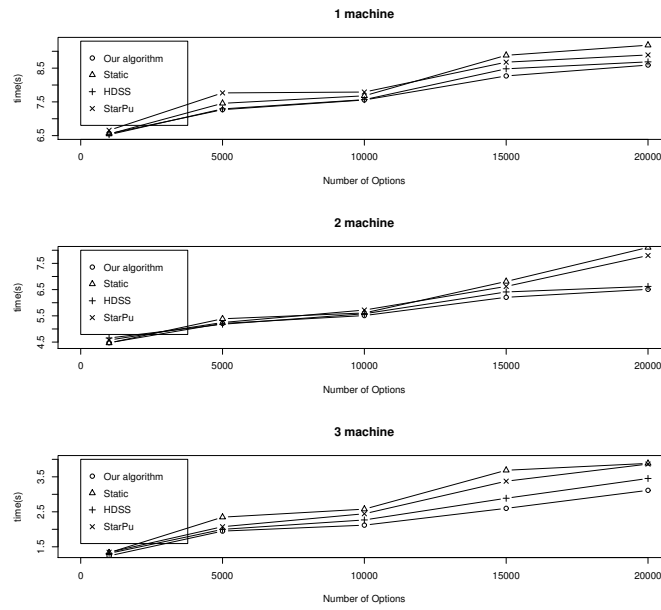 1 machine
time(s)
8.5
7.5
6.5
Our algorithm
Static
HDSS
StarPu
0 5000 10000 15000 20000
Number of Options
2 machine
time(s)
7.5
6.5
5.5
4.5
Our algorithm
Static
HDSS
StarPu
0 5000 10000 15000 20000
Number of Options
3 machine
time(s)
3.5
2.5
1.5
Our algorithm
Static
HDSS
StarPu
0 5000 10000 15000 20000
Number of Options